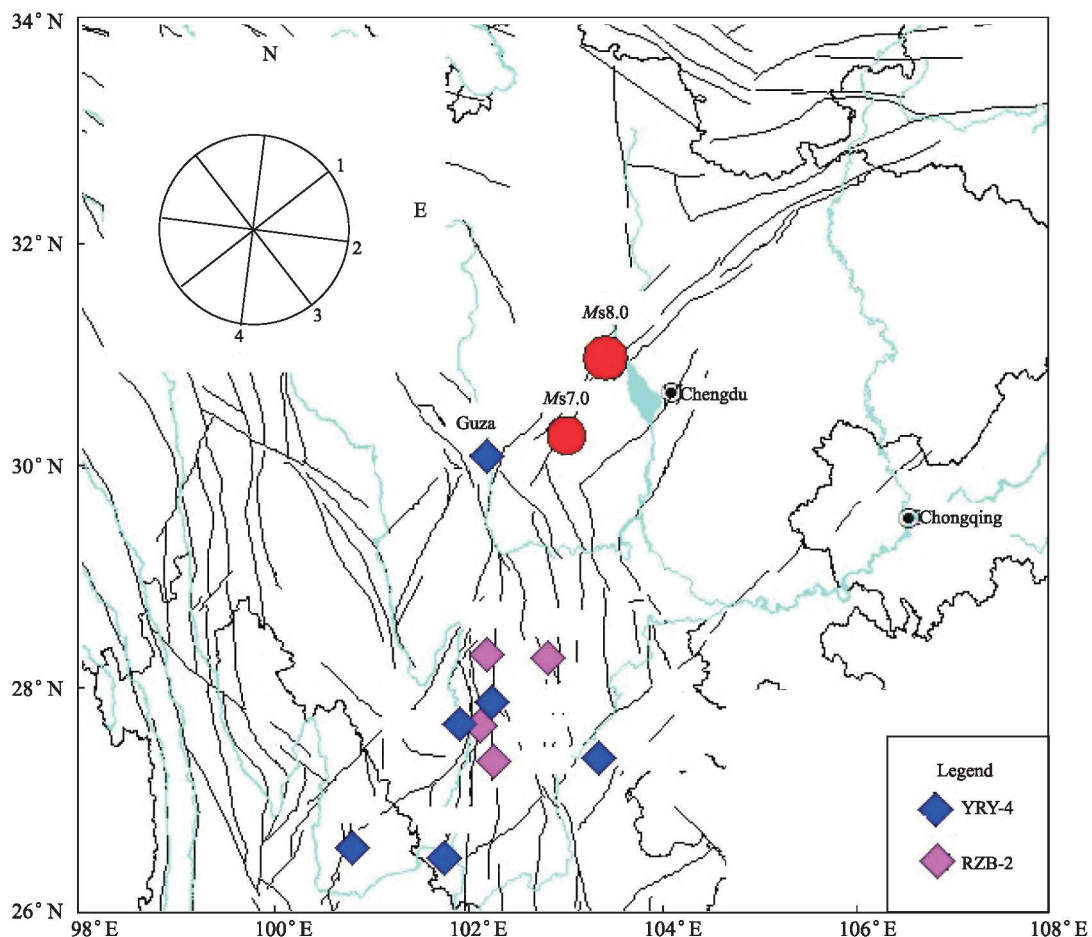 34° N
N
1
E
32° N
2
3
4
Ms8.0
Ms7.0
Chengdu
Guza
30° N
Chongqing
28° N
Legend
YRY-4
RZB-2
26° N
98° E
100° E
102° E
104° E
106° E
108° E